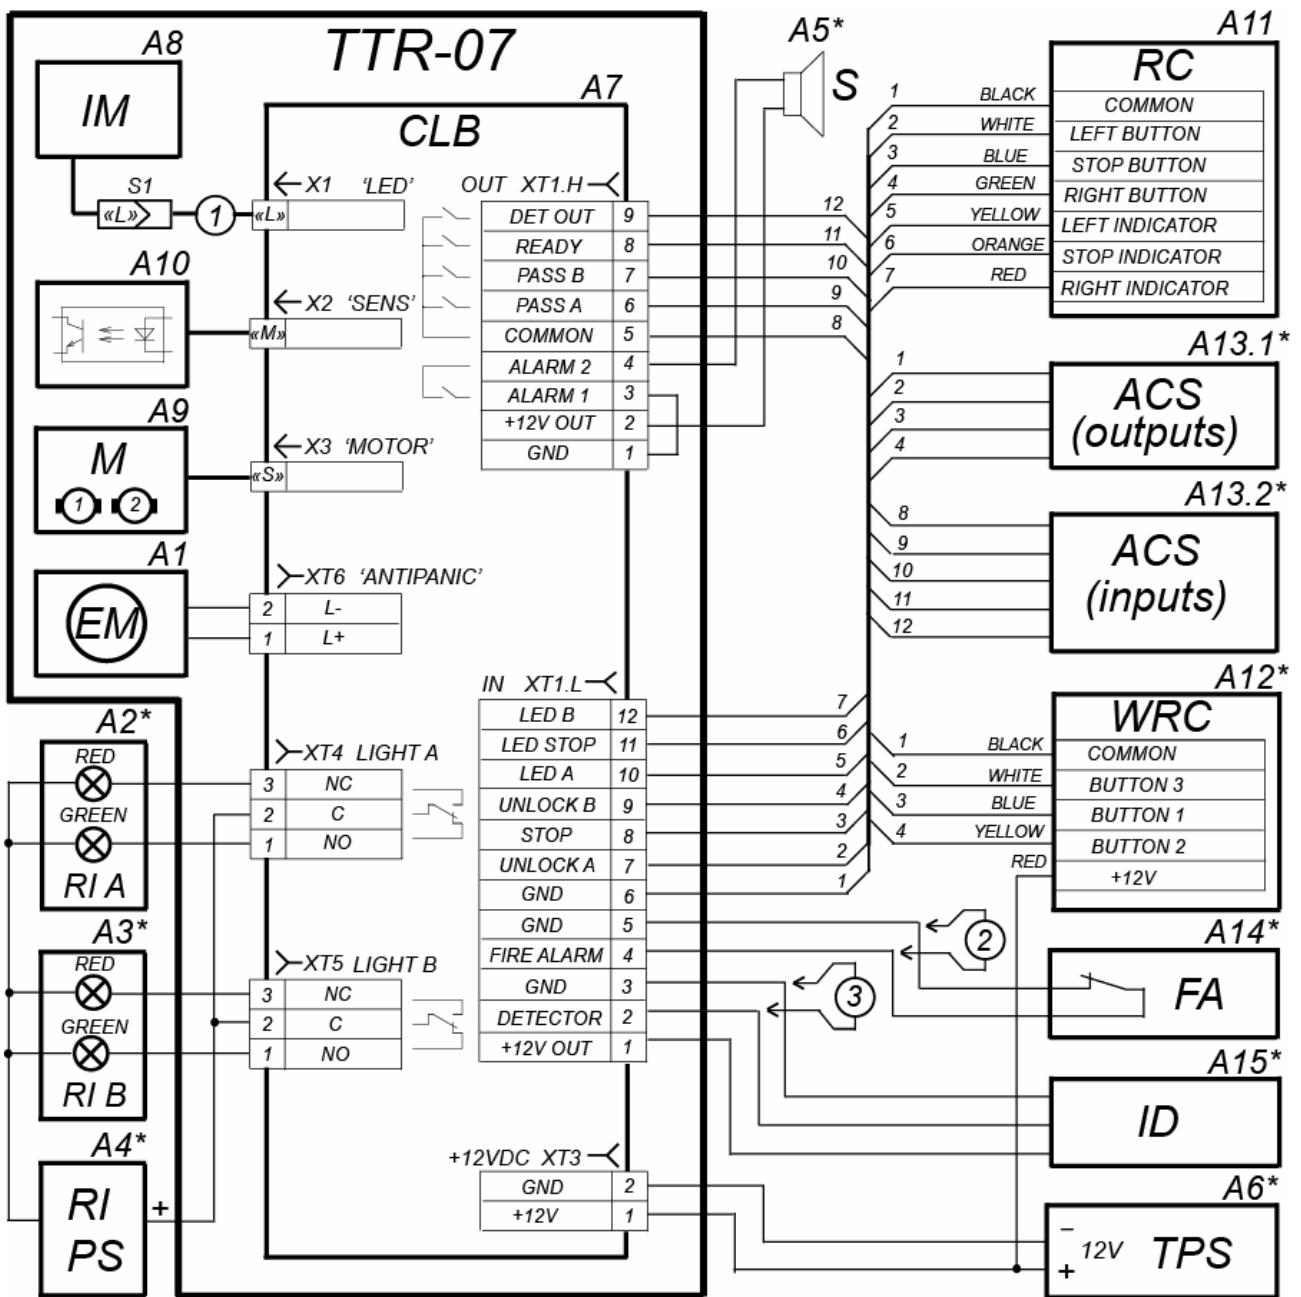 TTR-07
A8
IM
S1
«L»
1
A7
CLB
X1 'LED'
«L»
A10
X2 'SENS'
«M»
A9
M
1 2
X3 'MOTOR'
«S»
A1
EM
XT6 'ANTIPANIC'
2 L-
1 L+
OUT XT1.H
DET OUT 9
READY 8
PASS B 7
PASS A 6
COMMON 5
ALARM 2 4
ALARM 1 3
+12V OUT 2
GND 1
12
11
10
9
8
A5*
S
A11
RC
1 BLACK COMMON
2 WHITE LEFT BUTTON
3 BLUE STOP BUTTON
4 GREEN RIGHT BUTTON
5 YELLOW LEFT INDICATOR
6 ORANGE STOP INDICATOR
7 RED RIGHT INDICATOR
A13.1*
ACS
(outputs)
1
2
3
4
A13.2*
ACS
(inputs)
8
9
10
11
12
A2*
RED
GREEN
RI A
XT4 LIGHT A
3 NC
2 C
1 NO
A3*
RED
GREEN
RI B
XT5 LIGHT B
3 NC
2 C
1 NO
A4*
RI
PS
+
IN XT1.L
LED B 12
LED STOP 11
LED A 10
UNLOCK B 9
STOP 8
UNLOCK A 7
GND 6
GND 5
FIRE ALARM 4
GND 3
DETECTOR 2
+12V OUT 1
7
6
5
4
3
2
1
A12*
WRC
1 BLACK COMMON
2 WHITE BUTTON 3
3 BLUE BUTTON 1
4 YELLOW BUTTON 2
RED +12V
2
3
A14*
FA
A15*
ID
+12VDC XT3
GND 2
+12V 1
A6*
− 12V TPS
+